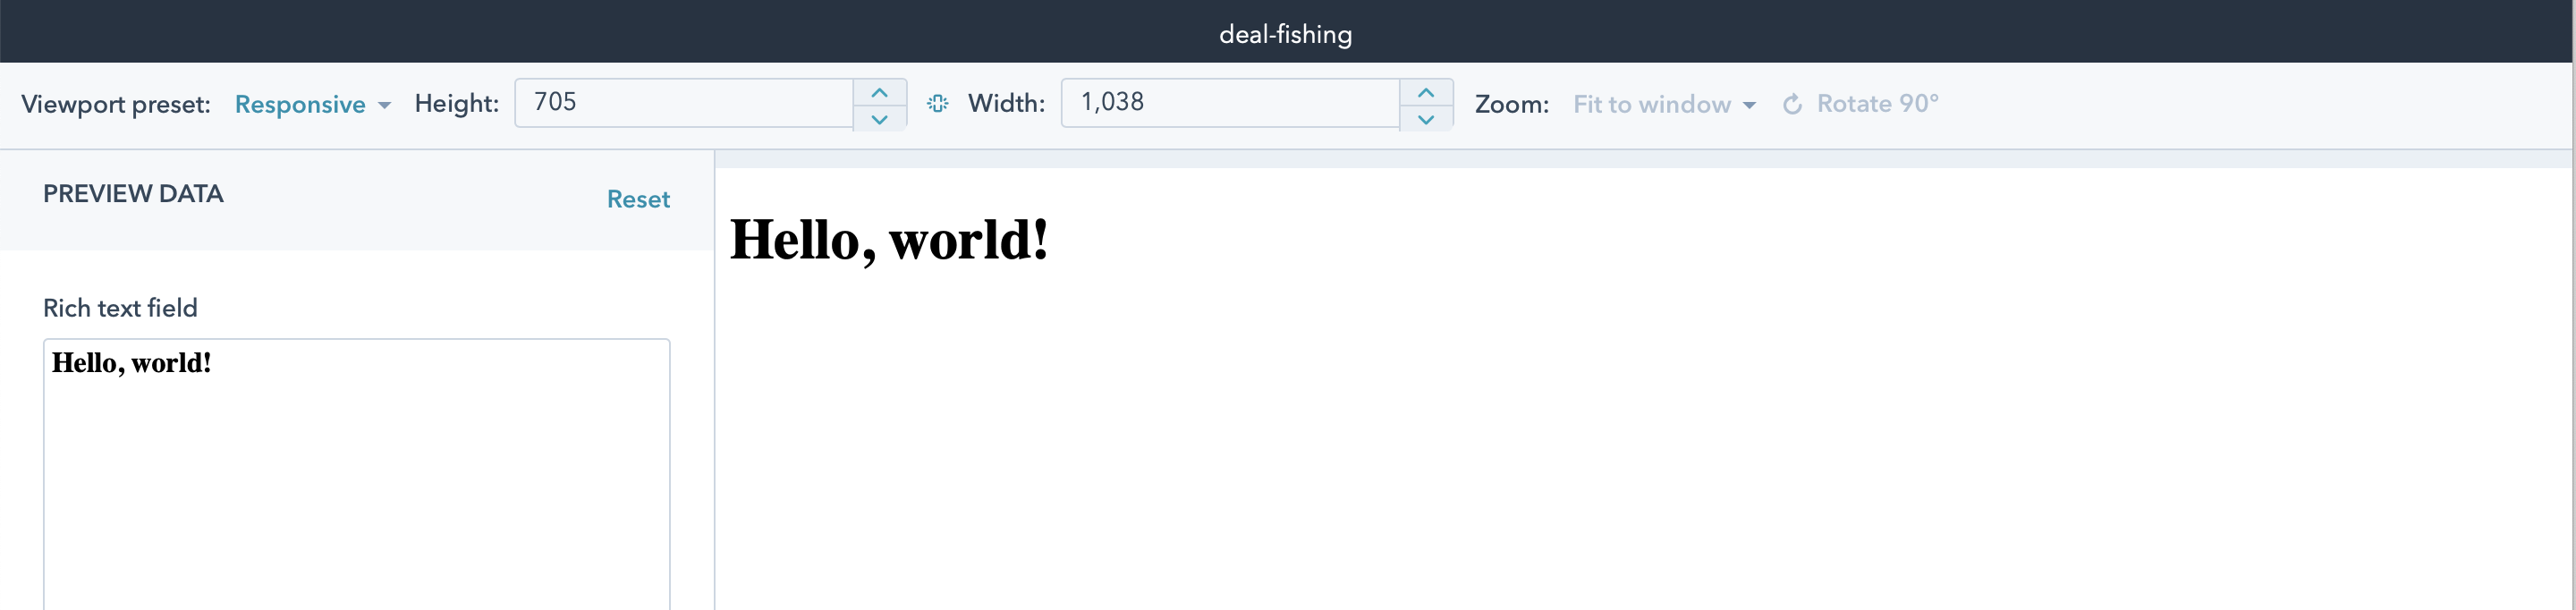 deal-fishing
Viewport preset: Responsive Height: 705 Width: 1,038 Zoom: Fit to window Rotate 90°
PREVIEW DATA Reset
Hello, world!
Rich text field
Hello, world!